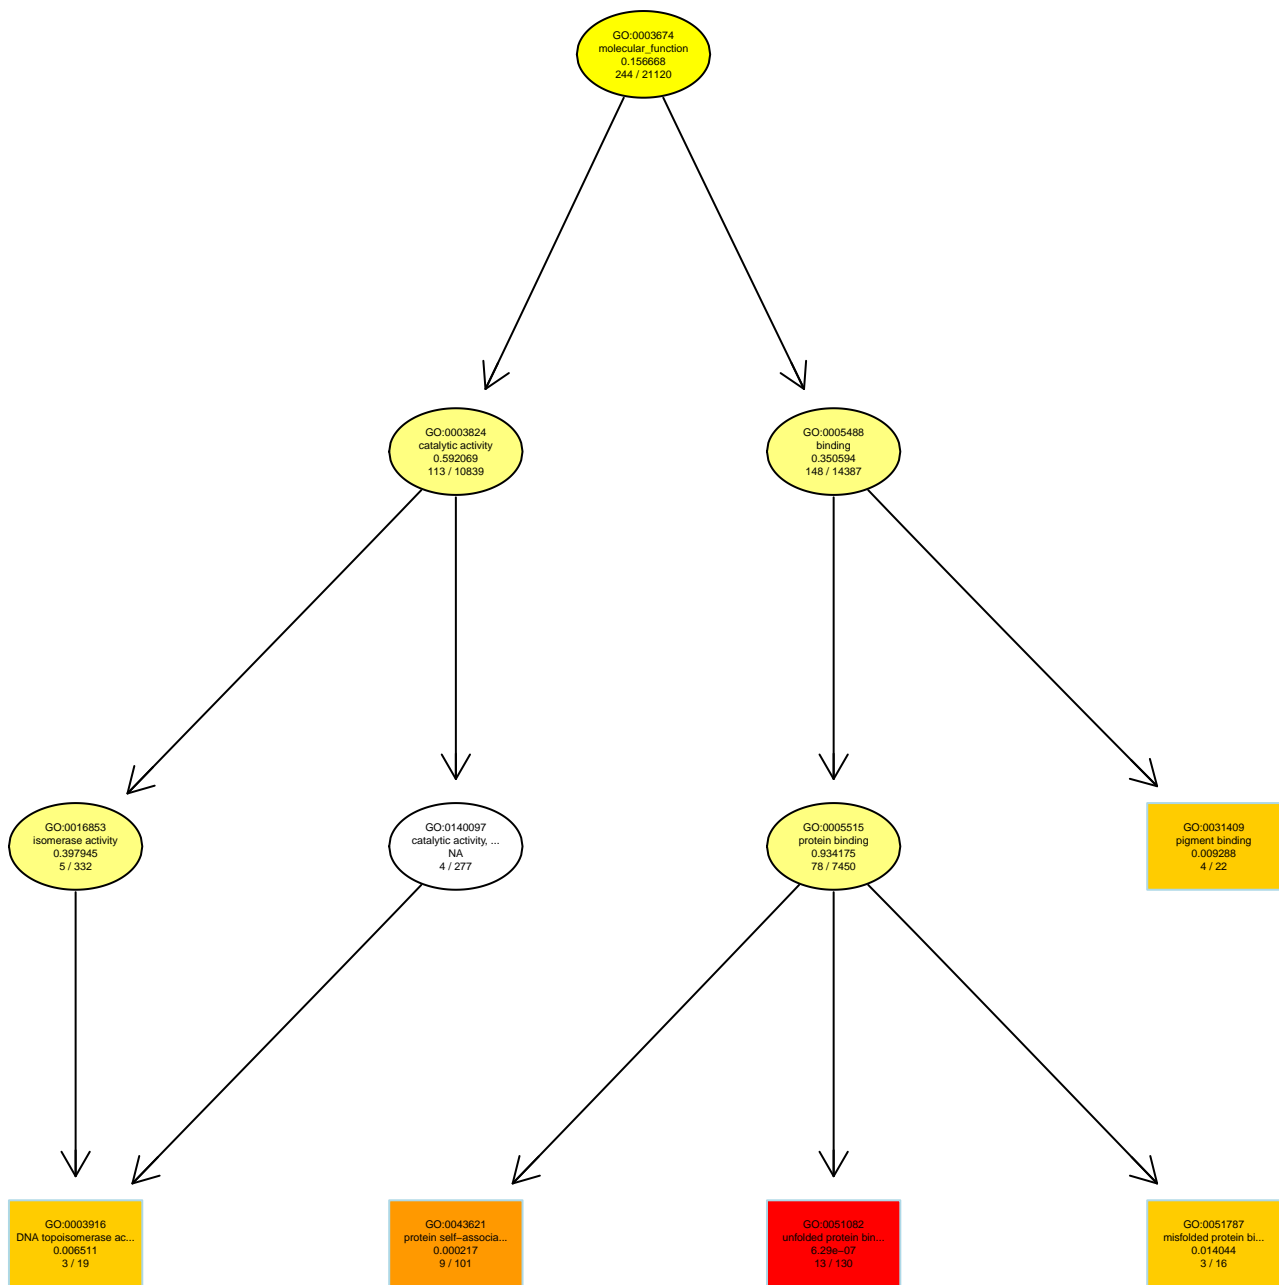 GO:0003674
molecular_function
0.156668
244 / 21120
GO:0003824
catalytic activity
0.592069
113 / 10839
GO:0005488
binding
0.350594
148 / 14387
GO:0016853
isomerase activity
0.397945
5 / 332
GO:0140097
catalytic activity, ...
NA
4 / 277
GO:0005515
protein binding
0.934175
78 / 7450
GO:0031409
pigment binding
0.009288
4 / 22
GO:0003916
DNA topoisomerase ac...
0.006511
3 / 19
GO:0043621
protein self−associa...
0.000217
9 / 101
GO:0051082
unfolded protein bin...
6.29e−07
13 / 130
GO:0051787
misfolded protein bi...
0.014044
3 / 16